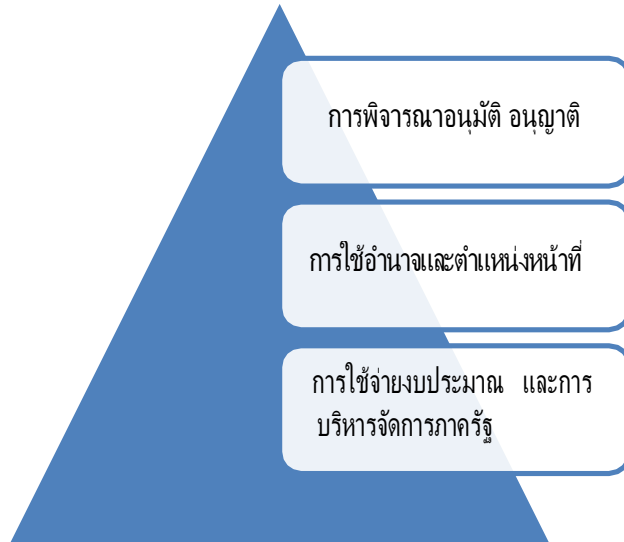 การพิจารณาอนุมัติ อนุญาติ
การใช้อำนาจและตำแหน่งหน้าที่
การใช้จ่ายงบประมาณ และการ
บริหารจัดการภาครัฐ